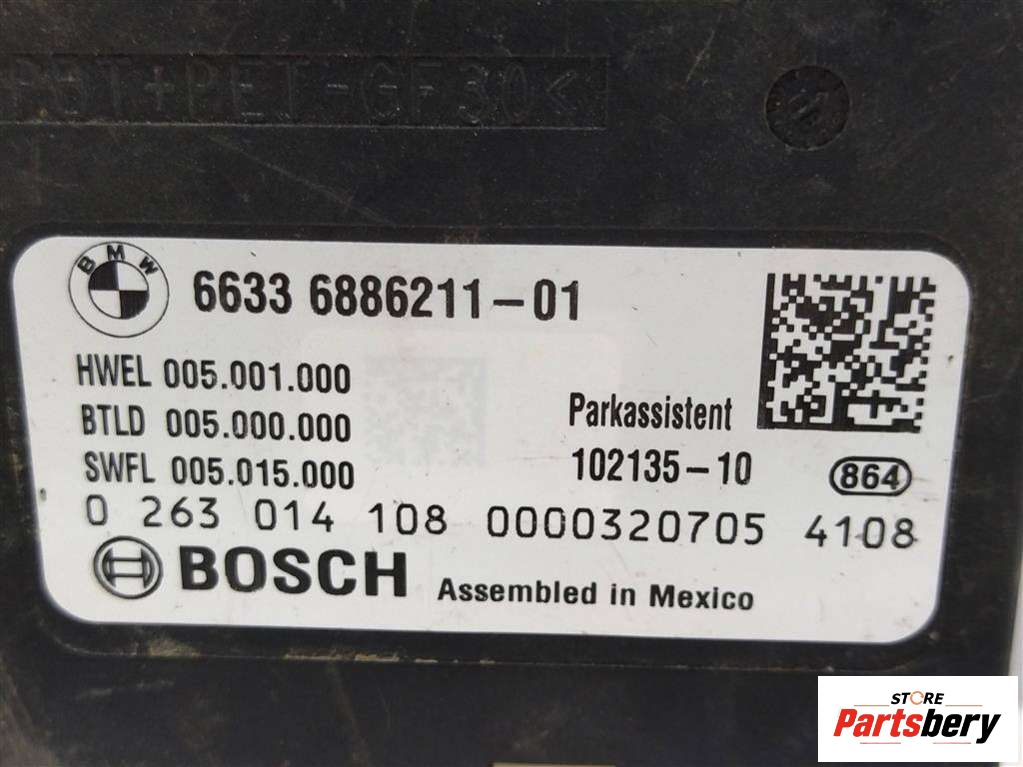 PBT+PET-GF30<
BMW
6633 6886211-01
HWEL 005.001.000
BTLD 005.000.000
Parkassistent
SWFL 005.015.000
102135-10
864
0 263 014 108 0000320705 4108
BOSCH Assembled in Mexico
STORE
Partsbery